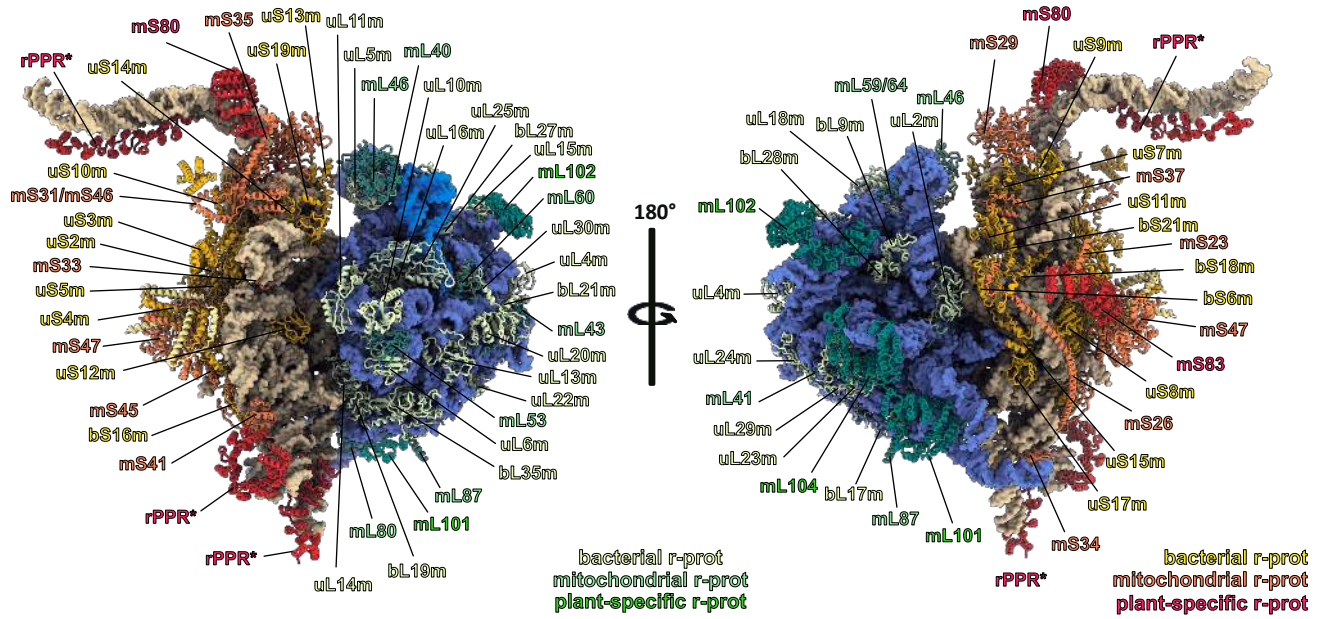 mS80
mS35
uS13m
uL11m
uS19m
uL5m
mL40
rPPR*
uS14m
mL46
uL10m
uL25m
uL16m
bL27m
uL15m
mL102
mL60
uL30m
uL4m
bL21m
mL43
uL20m
uL13m
uL22m
mL53
uL6m
bL35m
mL87
mL101
mL80
bL19m
uL14m
uS10m
mS31/mS46
uS3m
uS2m
mS33
uS5m
uS4m
mS47
uS12m
mS45
bS16m
mS41
rPPR*
rPPR*
bacterial r-prot
mitochondrial r-prot
plant-specific r-prot
180°
mS80
mS29
uS9m
rPPR*
mL59/64
mL46
uL18m
bL9m
uL2m
bL28m
mL102
uL4m
uL24m
mL41
uL29m
uL23m
mL104
bL17m
mL87
mL101
uS7m
mS37
uS11m
bS21m
mS23
bS18m
bS6m
mS47
mS83
uS8m
mS26
uS15m
uS17m
mS34
rPPR*
bacterial r-prot
mitochondrial r-prot
plant-specific r-prot